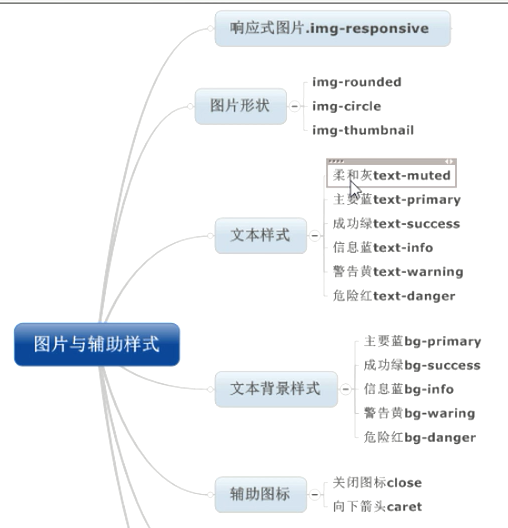 响应式图片.img-responsive
图片形状
img-rounded
img-circle
img-thumbnail
文本样式
柔和灰text-muted
主要蓝text-primary
成功绿text-success
信息蓝text-info
警告黄text-warning
危险红text-danger
图片与辅助样式
文本背景样式
主要蓝bg-primary
成功绿bg-success
信息蓝bg-info
警告黄bg-waring
危险红bg-danger
辅助图标
关闭图标close
向下箭头caret